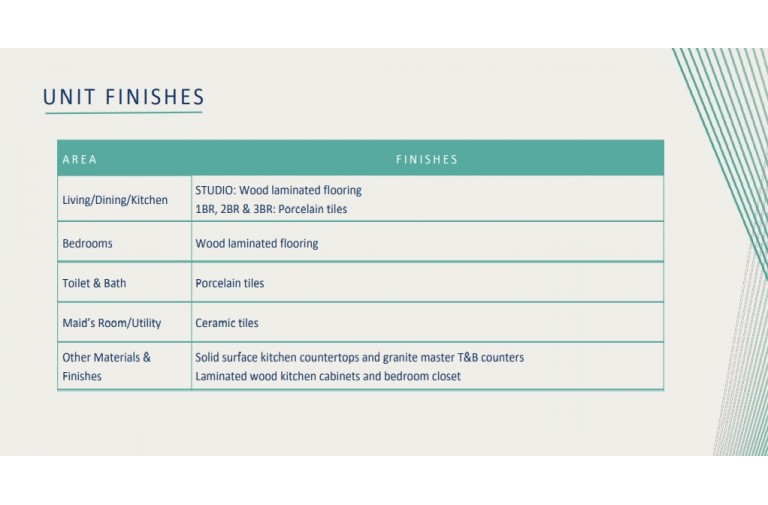 UNIT FINISHES
AREA FINISHES
Living/Dining/Kitchen
STUDIO: Wood laminated flooring
1BR, 2BR & 3BR: Porcelain tiles
Bedrooms
Wood laminated flooring
Toilet & Bath
Porcelain tiles
Maid's Room/Utility
Ceramic tiles
Other Materials &
Finishes
Solid surface kitchen countertops and granite master T&B counters
Laminated wood kitchen cabinets and bedroom closet